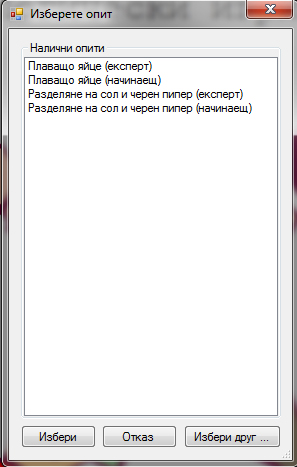 Изберете опит
Налични опити
Плаващо яйце (експерт)
Плаващо яйце (начинаещ)
Разделяне на сол и черен пипер (експерт)
Разделяне на сол и черен пипер (начинаещ)
Избери
Отказ
Избери друг ...